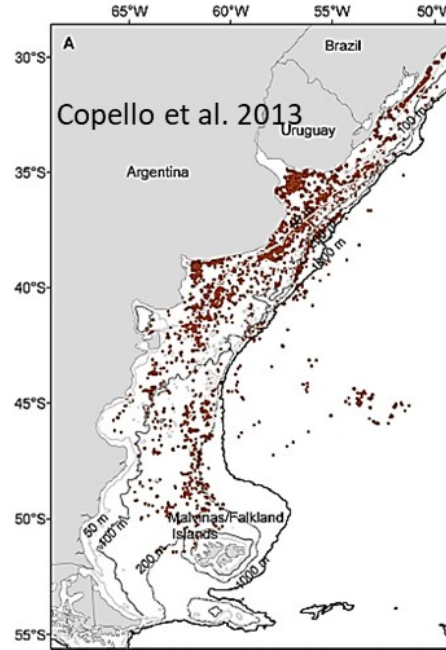 65°W 60°W 55°W 50°W
A
Brazil
30°S
Copello et al. 2013
Uruguay
100 m
35°S
Argentina
40°S
45°S
50°S
50 m
100 m
200 m
Malvinas/Falkland
Islands
1000 m
55°S